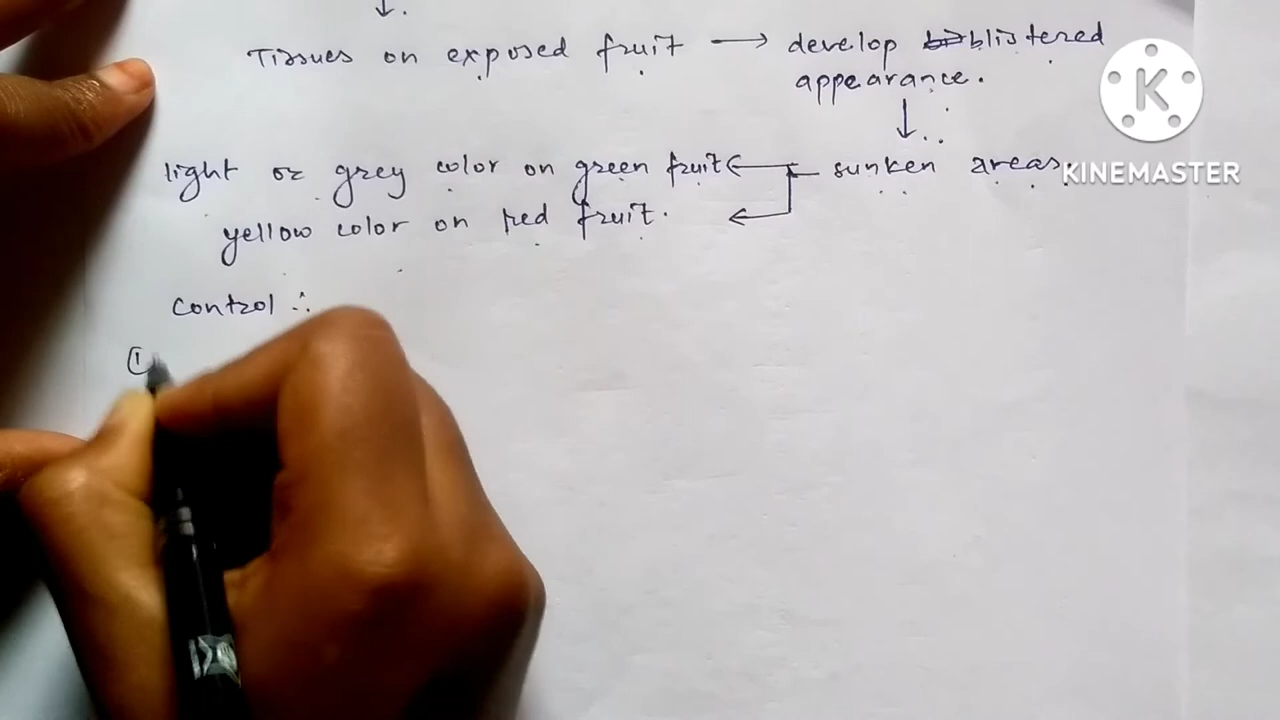 ↓.
Tissues on exposed fruit → develop blistered
appearance.
↓
light or grey color on green fruit ← sunken areas.
yellow color on red fruit. ←
control :
①
K
KINEMASTER